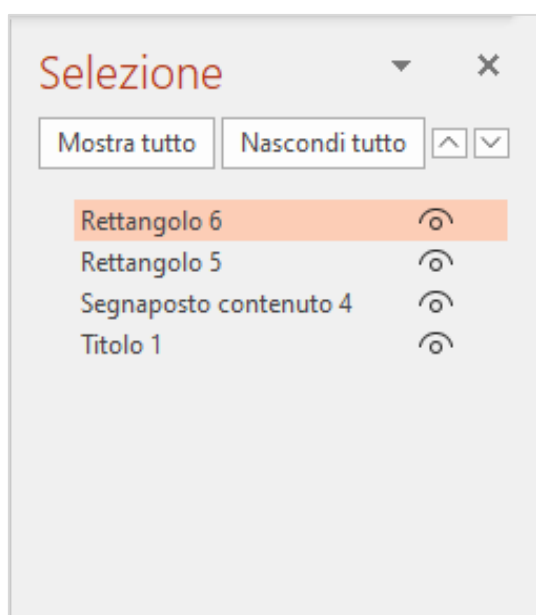 Selezione
Mostra tutto Nascondi tutto
Rettangolo 6
Rettangolo 5
Segnaposto contenuto 4
Titolo 1